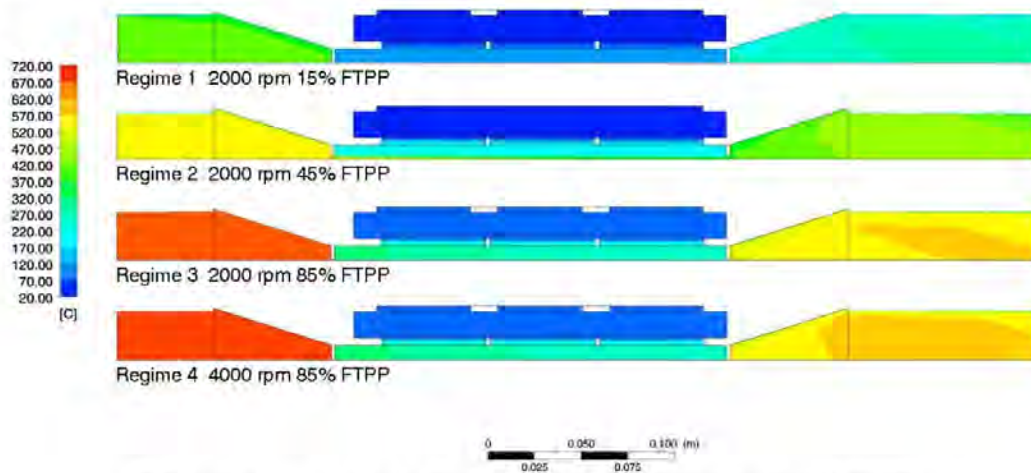 720.00
670.00
620.00
570.00
520.00
470.00
420.00
370.00
320.00
270.00
220.00
170.00
120.00
70.00
20.00
[C]
Regime 1 2000 rpm 15% FTPP
Regime 2 2000 rpm 45% FTPP
Regime 3 2000 rpm 85% FTPP
Regime 4 4000 rpm 85% FTPP
0 0.050 0.100 (m)
0.025 0.075